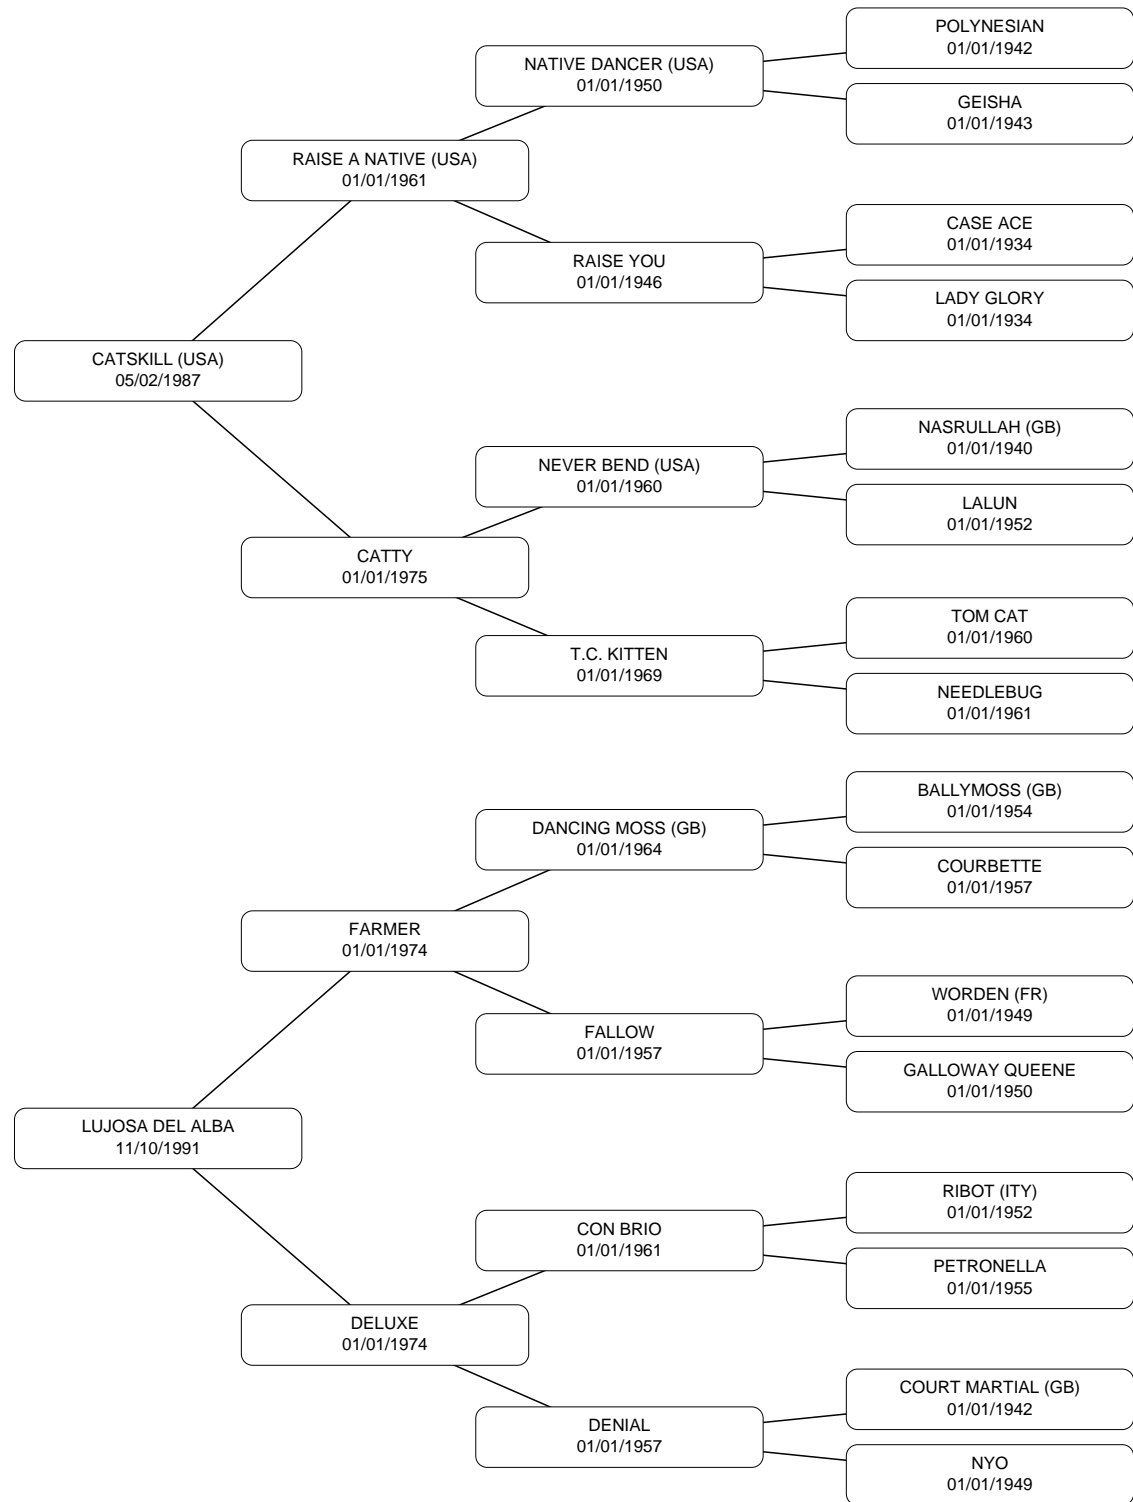 POLYNESIAN
01/01/1942
NATIVE DANCER (USA)
01/01/1950
GEISHA
01/01/1943
RAISE A NATIVE (USA)
01/01/1961
CASE ACE
01/01/1934
RAISE YOU
01/01/1946
LADY GLORY
01/01/1934
CATSKILL (USA)
05/02/1987
NASRULLAH (GB)
01/01/1940
NEVER BEND (USA)
01/01/1960
LALUN
01/01/1952
CATTY
01/01/1975
TOM CAT
01/01/1960
T.C. KITTEN
01/01/1969
NEEDLEBUG
01/01/1961
BALLYMOSS (GB)
01/01/1954
DANCING MOSS (GB)
01/01/1964
COURBETTE
01/01/1957
FARMER
01/01/1974
WORDEN (FR)
01/01/1949
FALLOW
01/01/1957
GALLOWAY QUEENE
01/01/1950
LUJOSA DEL ALBA
11/10/1991
RIBOT (ITY)
01/01/1952
CON BRIO
01/01/1961
PETRONELLA
01/01/1955
DELUXE
01/01/1974
COURT MARTIAL (GB)
01/01/1942
DENIAL
01/01/1957
NYO
01/01/1949